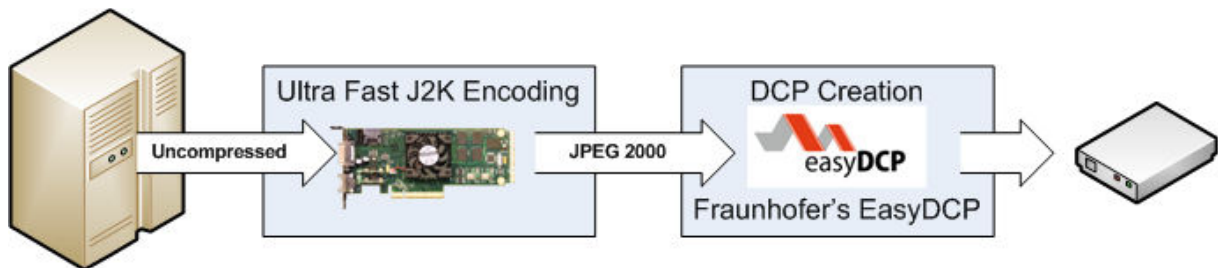 Ultra Fast J2K Encoding
Uncompressed
JPEG 2000
DCP Creation
easyDCP
Fraunhofer's EasyDCP